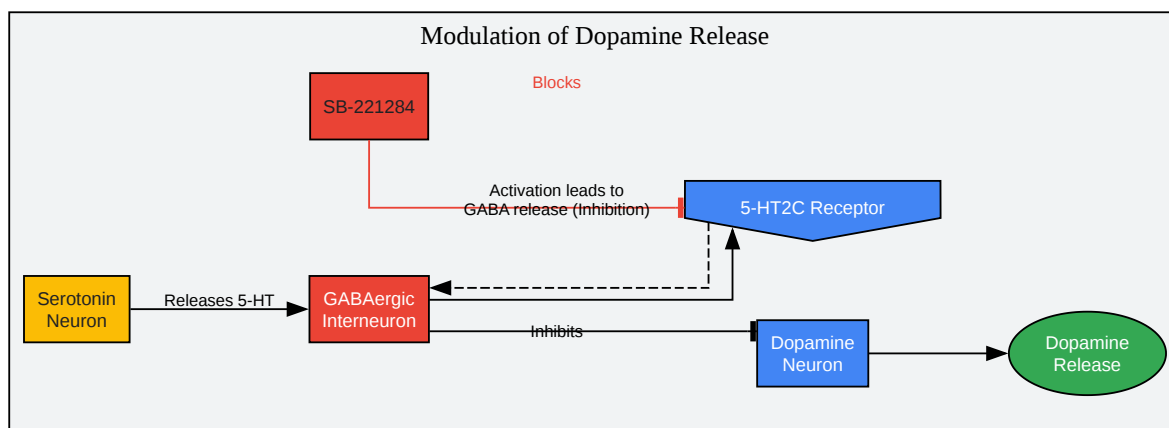 Modulation of Dopamine Release
Blocks
SB-221284
Activation leads to
GABA release (Inhibition)
5-HT2C Receptor
Serotonin
Neuron
Releases 5-HT
GABAergic
Interneuron
Inhibits
Dopamine
Neuron
Dopamine
Release